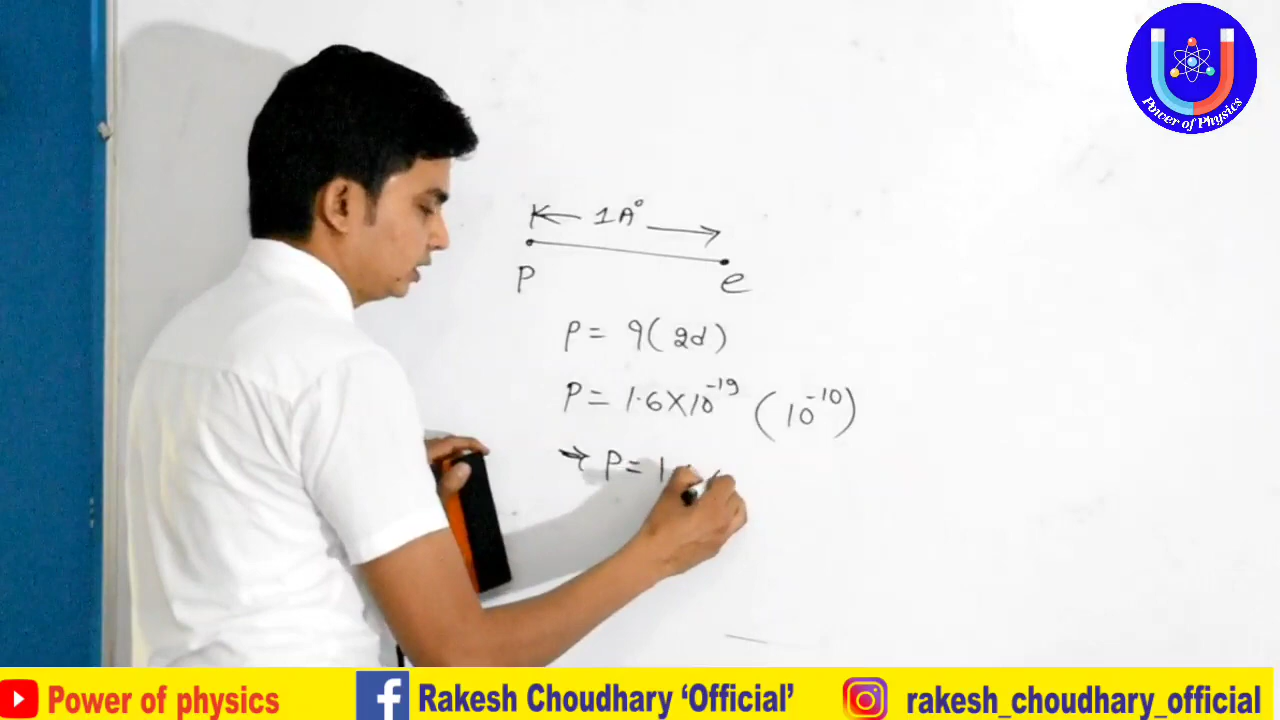 Power of Physics
1A°
P e
P = q(2d)
P = 1.6×10⁻¹⁹ (10⁻¹⁰)
→ P = 1
Power of physics
Rakesh Choudhary ‘Official’
rakesh_choudhary_official